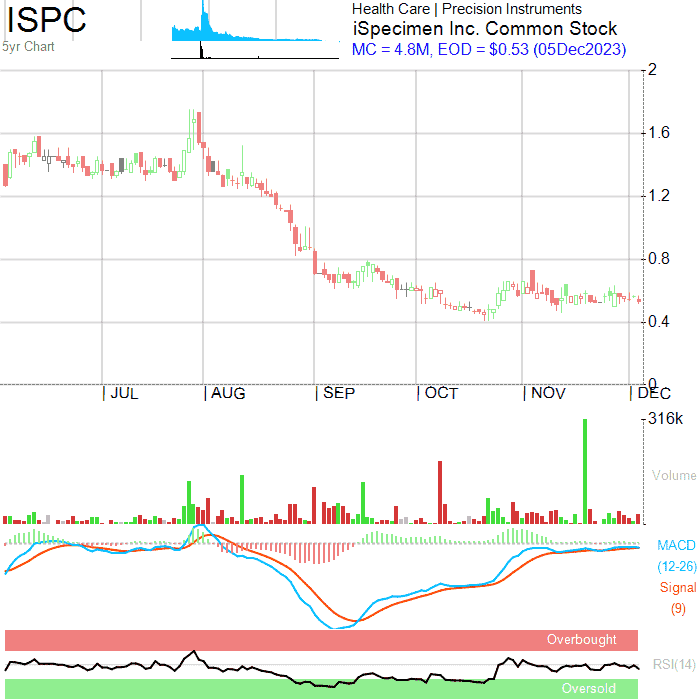 ISPC
5yr Chart
Health Care | Precision Instruments
iSpecimen Inc. Common Stock
MC = 4.8M, EOD = $0.53 (05Dec2023)
2
1.6
1.2
0.8
0.4
0
| JUL | AUG | SEP | OCT | NOV | DEC
316k
Volume
MACD
(12-26)
Signal
(9)
Overbought
RSI(14)
Oversold